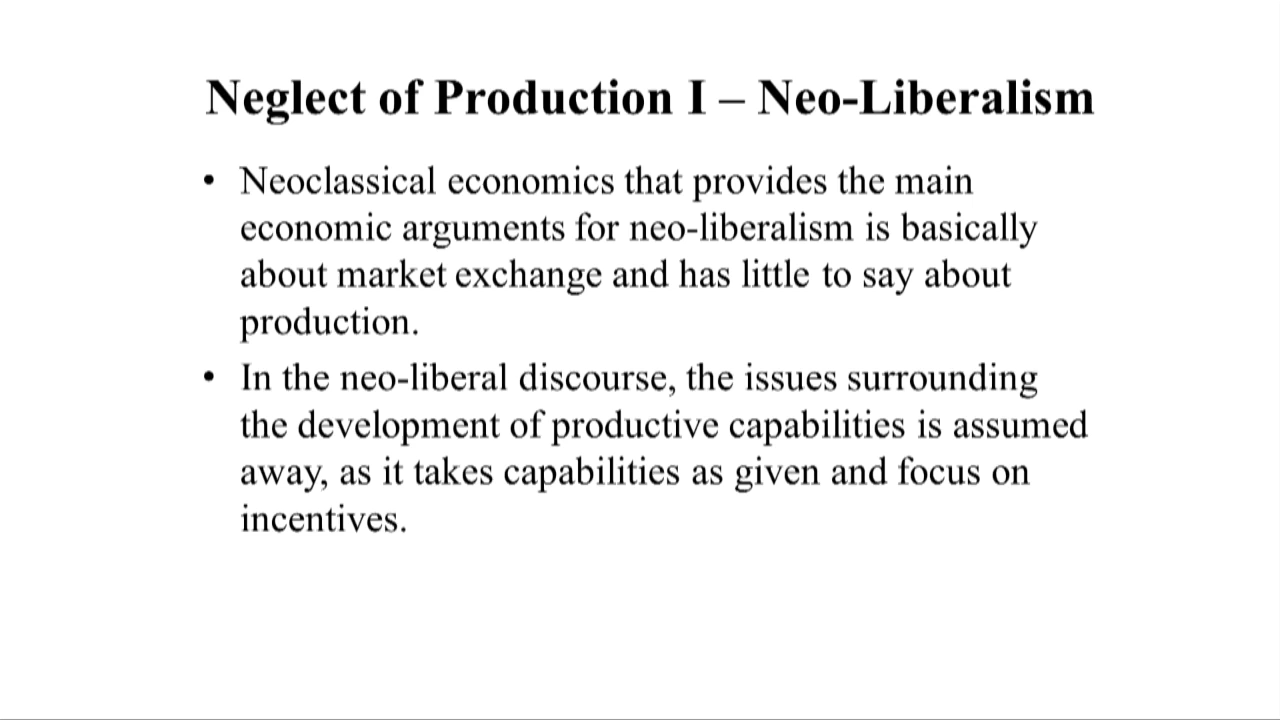 Neglect of Production I – Neo-Liberalism
• Neoclassical economics that provides the main
economic arguments for neo-liberalism is basically
about market exchange and has little to say about
production.
• In the neo-liberal discourse, the issues surrounding
the development of productive capabilities is assumed
away, as it takes capabilities as given and focus on
incentives.